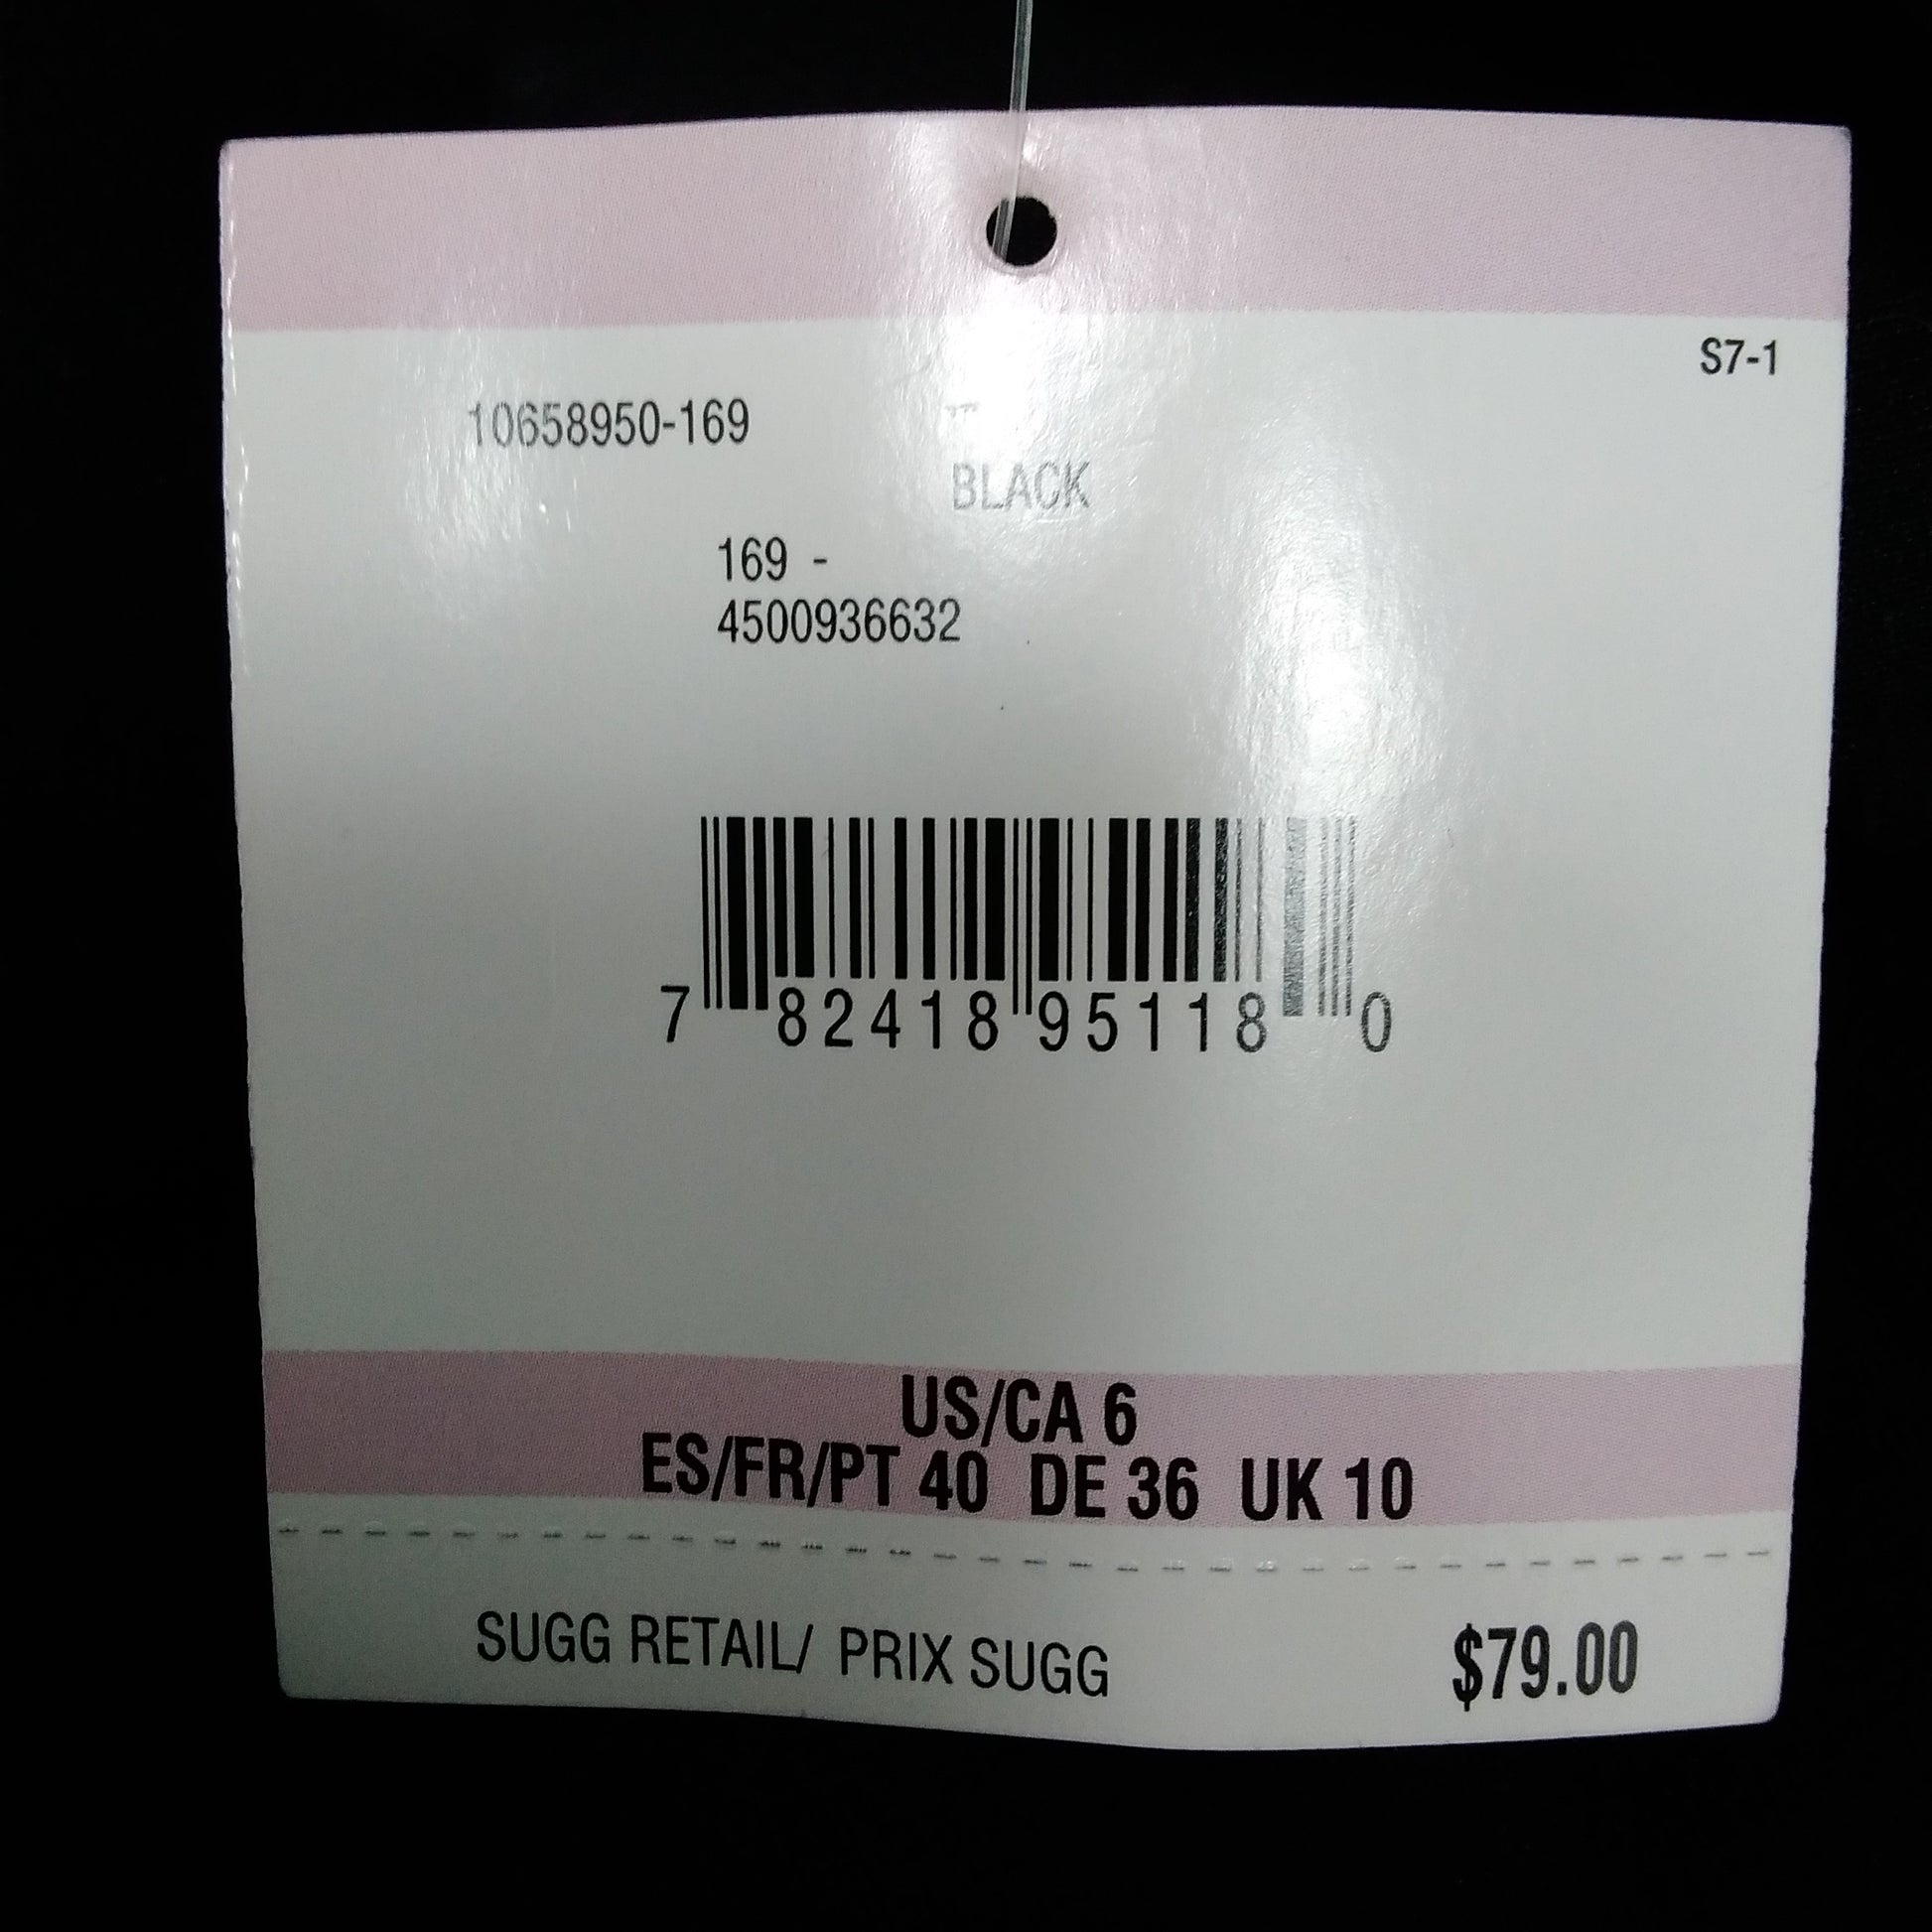 S7-1
10658950-169
BLACK
169 -
4500936632
7 82418 95118 0
US/CA 6
ES/FR/PT 40 DE 36 UK 10
SUGG RETAIL/ PRIX SUGG $79.00